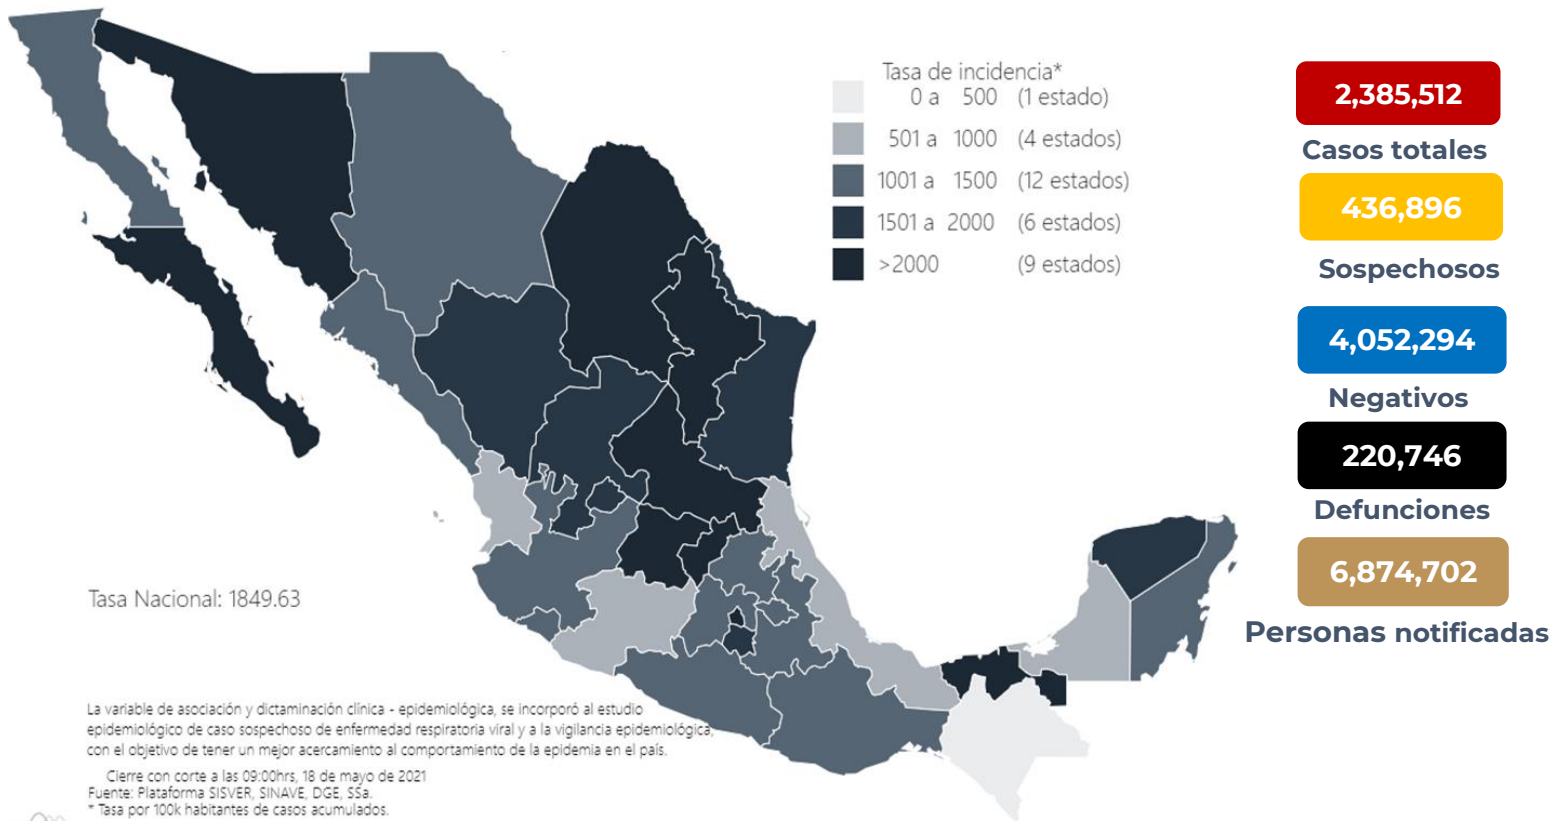 Tasa de incidencia*
0 a 500 (1 estado)
501 a 1000 (4 estados)
1001 a 1500 (12 estados)
1501 a 2000 (6 estados)
>2000 (9 estados)
2,385,512
Casos totales
436,896
Sospechosos
4,052,294
Negativos
220,746
Defunciones
6,874,702
Personas notificadas
Tasa Nacional: 1849.63
La variable de asociación y dictaminación clínica - epidemiológica, se incorporó al estudio
epidemiológico de caso sospechoso de enfermedad respiratoria viral y a la vigilancia epidemiológica,
con el objetivo de tener un mejor acercamiento al comportamiento de la epidemia en el país.
Cierre con corte a las 09:00hrs, 18 de mayo de 2021
Fuente: Plataforma SISVER, SINAVE, DGE, SSa.
* Tasa por 100k habitantes de casos acumulados.